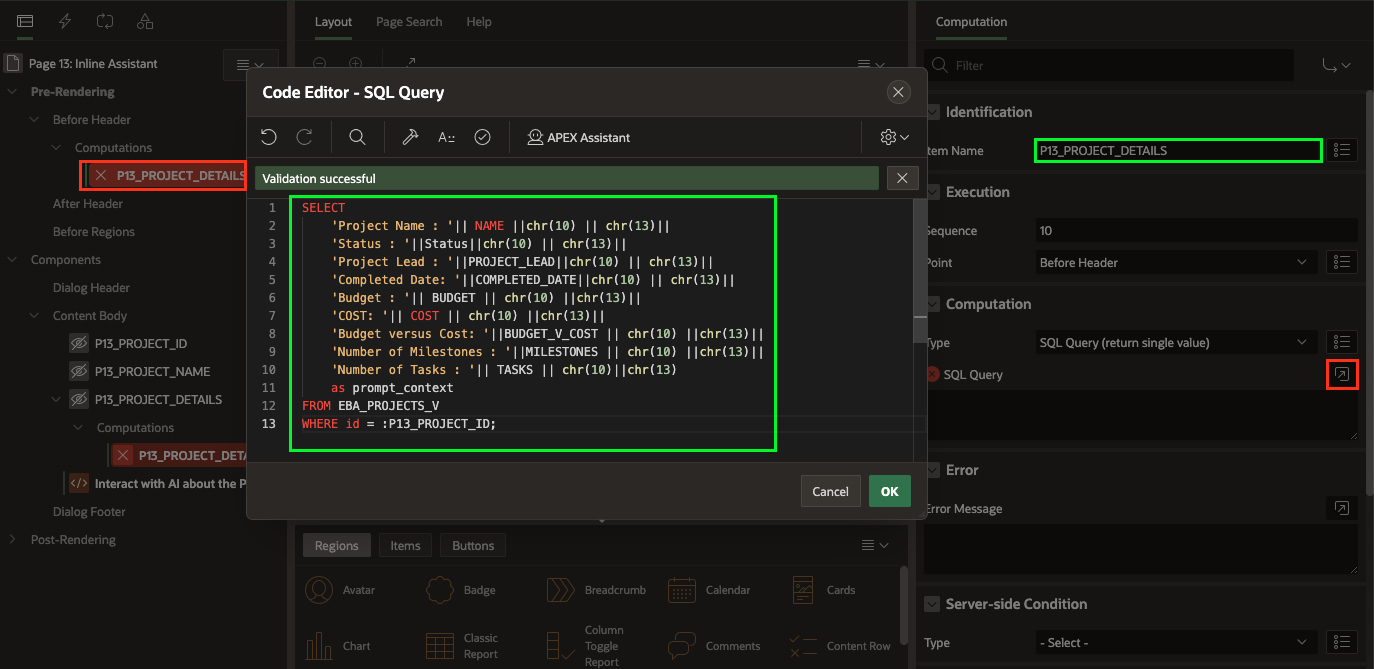 Layout
Page Search
Help
Computation
Page 13: Inline Assistant
Filter
Pre-Rendering
Before Header
Computations
P13_PROJECT_DETAILS
After Header
Before Regions
Components
Dialog Header
Content Body
P13_PROJECT_ID
P13_PROJECT_NAME
P13_PROJECT_DETAILS
Computations
P13_PROJECT_DETA
Interact with AI about the P
Dialog Footer
Post-Rendering
Code Editor - SQL Query
APEX Assistant
Validation successful
1 SELECT
2 'Project Name : '|| NAME ||chr(10) || chr(13)||
3 'Status : '||Status||chr(10) || chr(13)||
4 'Project Lead : '||PROJECT_LEAD||chr(10) || chr(13)||
5 'Completed Date: '||COMPLETED_DATE||chr(10) || chr(13)||
6 'Budget : '|| BUDGET || chr(10) ||chr(13)||
7 'COST: '|| COST || chr(10) ||chr(13)||
8 'Budget versus Cost: '||BUDGET_V_COST || chr(10) ||chr(13)||
9 'Number of Milestones : '||MILESTONES || chr(10) ||chr(13)||
10 'Number of Tasks : '|| TASKS || chr(10)||chr(13)
11 as prompt_context
12 FROM EBA_PROJECTS_V
13 WHERE id = :P13_PROJECT_ID;
Cancel
OK
Identification
Item Name P13_PROJECT_DETAILS
Execution
Sequence 10
Point Before Header
Computation
Type SQL Query (return single value)
SQL Query
Error
Error Message
Server-side Condition
Type - Select -
Regions
Items
Buttons
Avatar
Badge
Breadcrumb
Calendar
Cards
Chart
Classic
Report
Column
Toggle
Report
Comments
Content Row